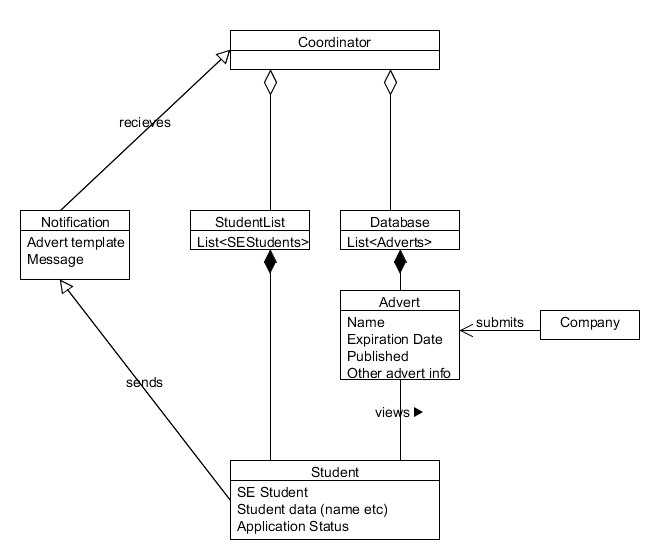 Coordinator
recieves
Notification
Advert template
Message
StudentList
List<SEStudents>
Database
List<Adverts>
Advert
Name
Expiration Date
Published
Other advert info
submits
Company
sends
views
Student
SE Student
Student data (name etc)
Application Status